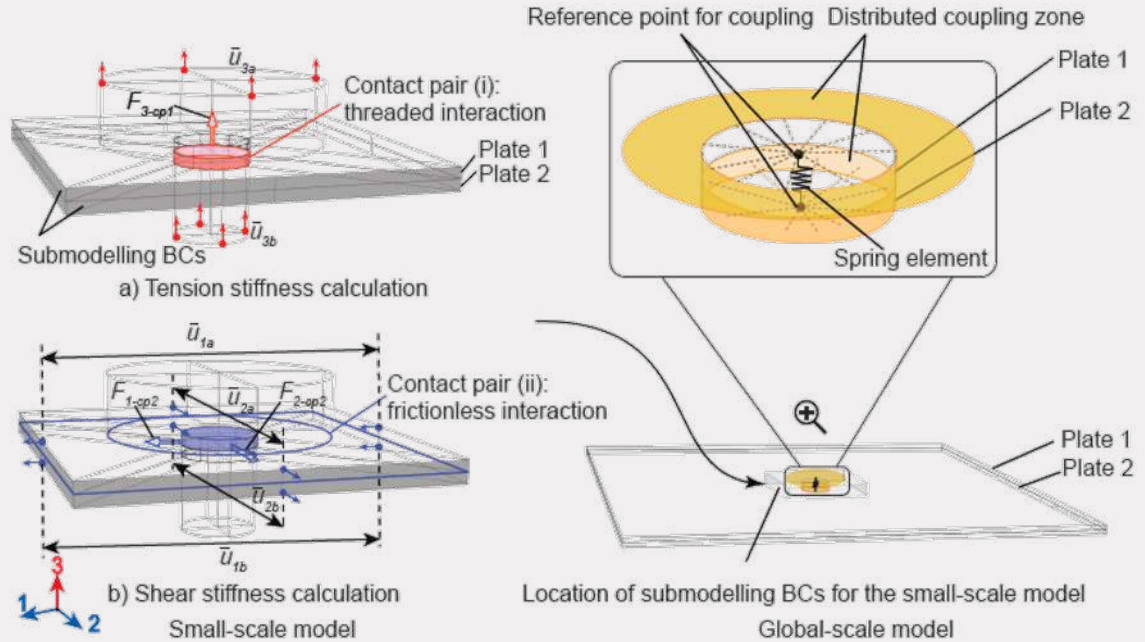 Reference point for coupling
Distributed coupling zone
Plate 1
Plate 2
Spring element
ū3a
F3-cp1
Contact pair (i):
threaded interaction
Plate 1
Plate 2
ū3b
Submodelling BCs
a) Tension stiffness calculation
ū1a
F1-cp2
ū2a
F2-cp2
Contact pair (ii):
frictionless interaction
ū2b
ū1b
3
1
2
b) Shear stiffness calculation
Small-scale model
Plate 1
Plate 2
Location of submodelling BCs for the small-scale model
Global-scale model